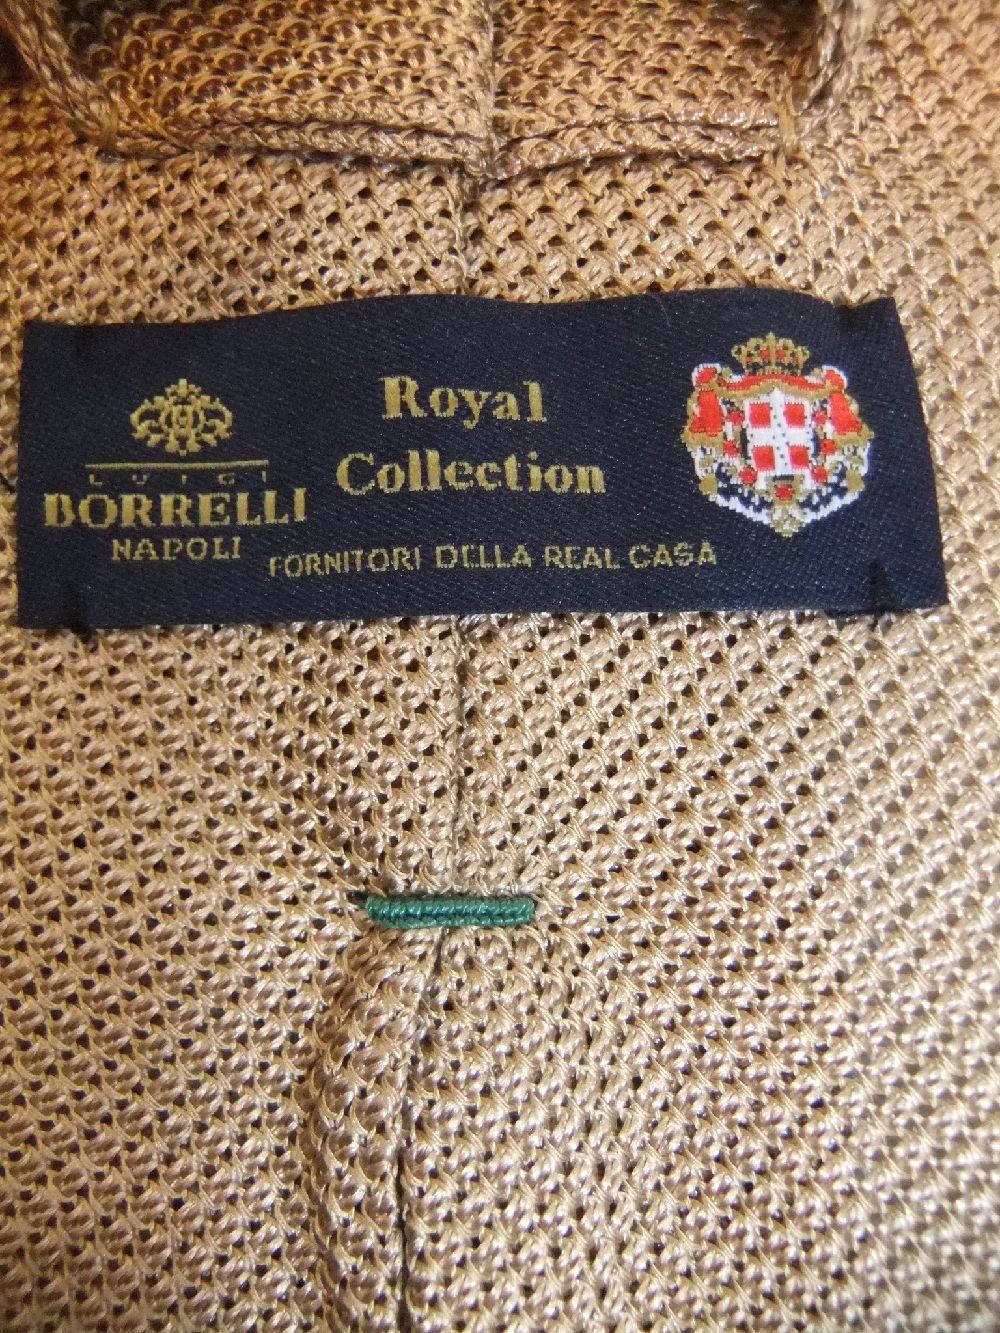 LUIGI
BORRELLI
NAPOLI
Royal
Collection
FORNITORI DELLA REAL CASA